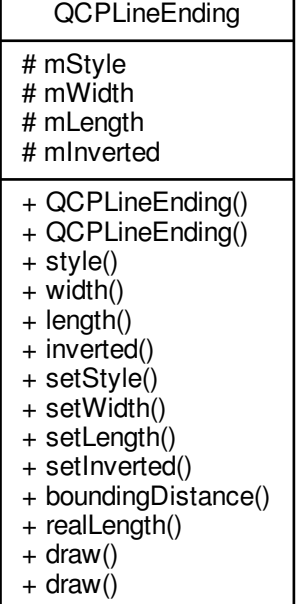 QCPLineEnding
# mStyle
# mWidth
# mLength
# mInverted
+ QCPLineEnding()
+ QCPLineEnding()
+ style()
+ width()
+ length()
+ inverted()
+ setStyle()
+ setWidth()
+ setLength()
+ setInverted()
+ boundingDistance()
+ realLength()
+ draw()
+ draw()